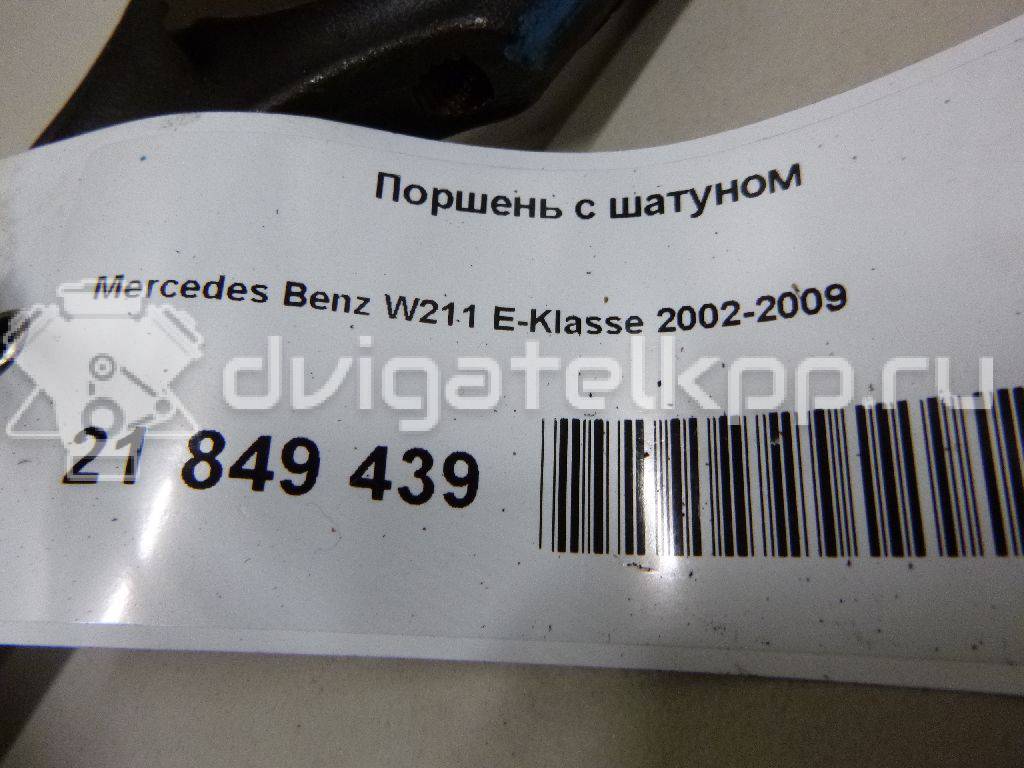 Поршень с шатуном
Mercedes Benz W211 E-Klasse 2002-2009
dvigatelkpp.ru
21 849 439